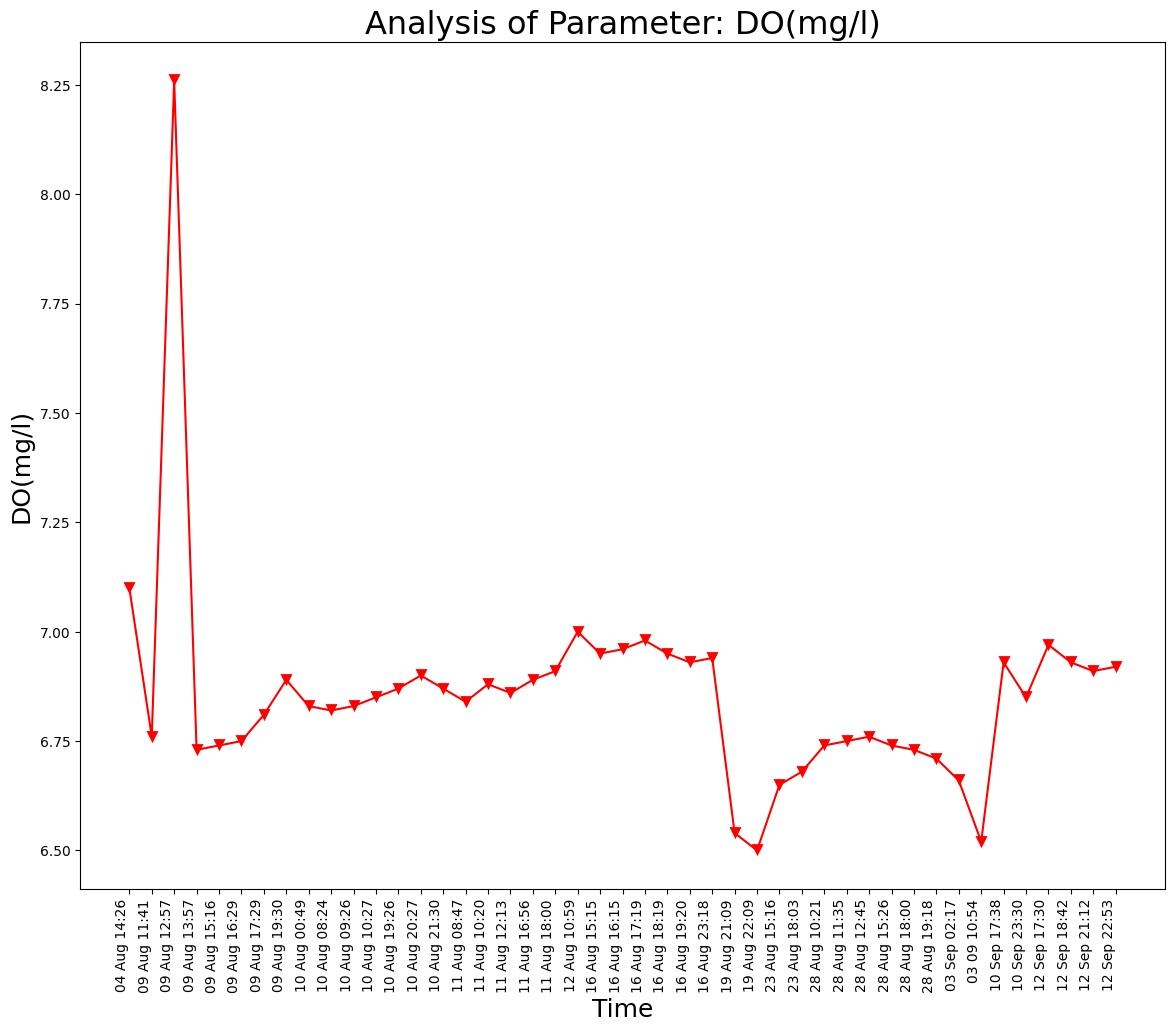 Analysis of Parameter: DO(mg/l)
DO(mg/l)
8.25
8.00
7.75
7.50
7.25
7.00
6.75
6.50
04 Aug 14:26
09 Aug 11:41
09 Aug 12:57
09 Aug 13:57
09 Aug 15:16
09 Aug 16:29
09 Aug 17:29
09 Aug 19:30
10 Aug 00:49
10 Aug 08:24
10 Aug 09:26
10 Aug 10:27
10 Aug 19:26
10 Aug 20:27
10 Aug 21:30
11 Aug 08:47
11 Aug 10:20
11 Aug 12:13
11 Aug 16:56
11 Aug 18:00
12 Aug 10:59
16 Aug 15:15
16 Aug 16:15
16 Aug 17:19
16 Aug 18:19
16 Aug 19:20
16 Aug 23:18
19 Aug 21:09
19 Aug 22:09
23 Aug 15:16
23 Aug 18:03
28 Aug 10:21
28 Aug 11:35
28 Aug 12:45
28 Aug 15:26
28 Aug 18:00
28 Aug 19:18
03 Sep 02:17
03 09 10:54
10 Sep 17:38
10 Sep 23:30
12 Sep 17:30
12 Sep 18:42
12 Sep 21:12
12 Sep 22:53
Time